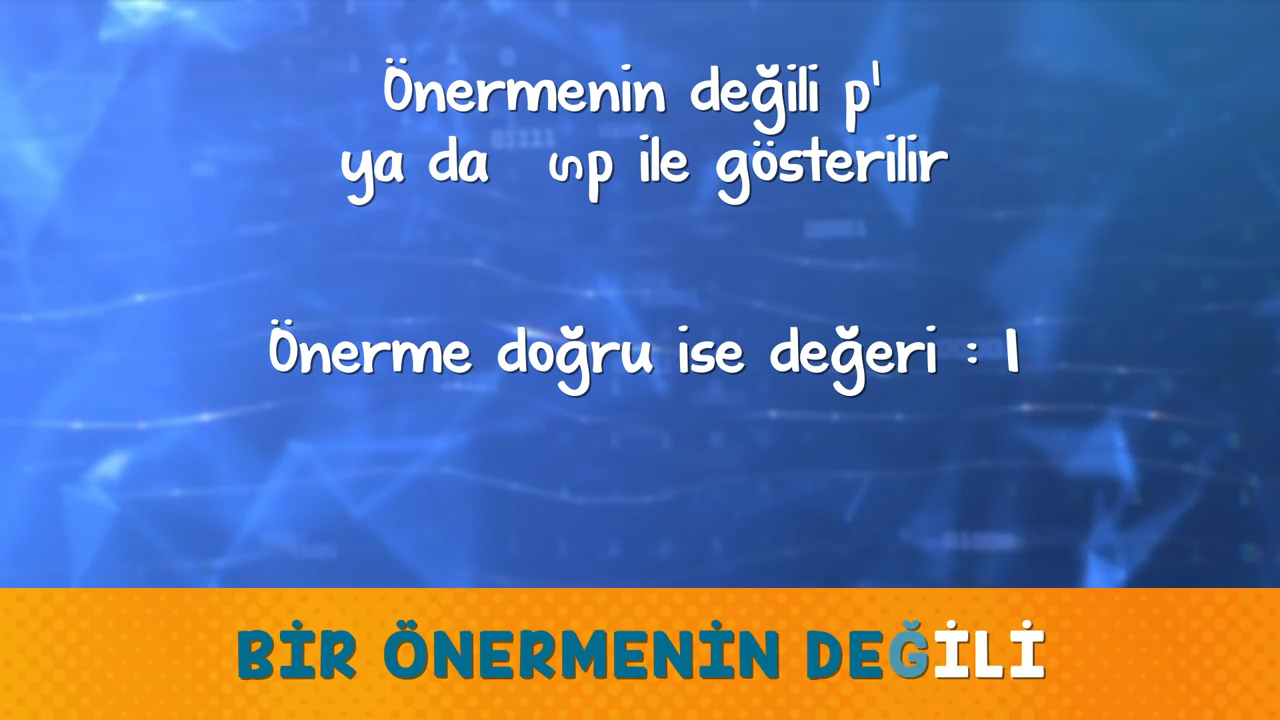 Önermenin değili p'
ya da ∽p ile gösterilir
Önerme doğru ise değeri : 1
BİR ÖNERMENİN DEĞİLİ